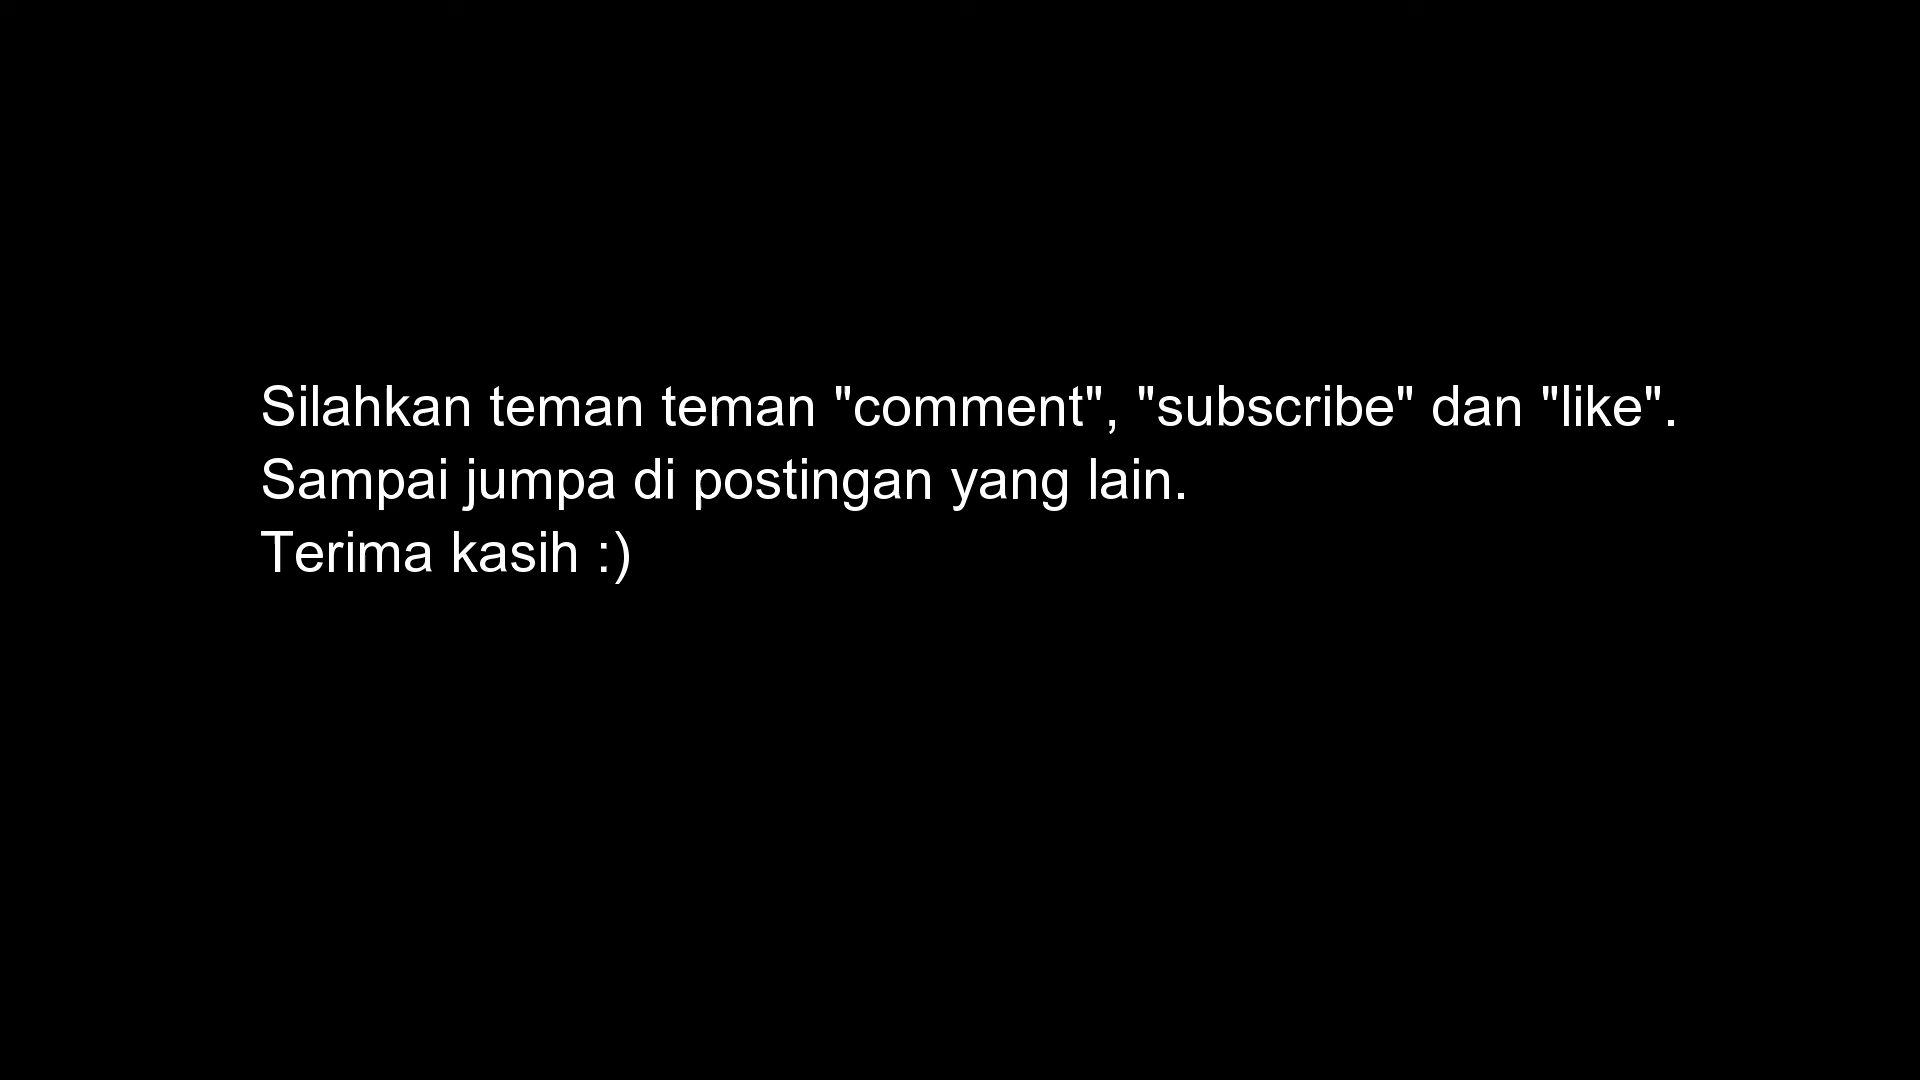 Silahkan teman teman "comment", "subscribe" dan "like".
Sampai jumpa di postingan yang lain.
Terima kasih :)